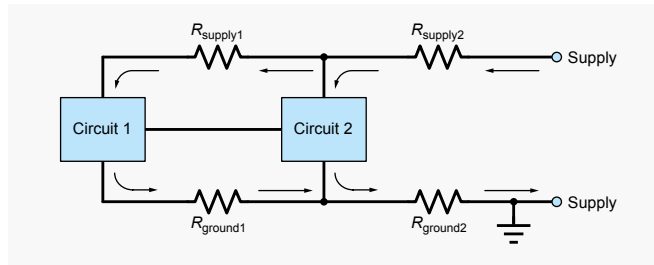 Rsupply1
Rsupply2
Supply
Circuit 1
Circuit 2
Rground1
Rground2
Supply